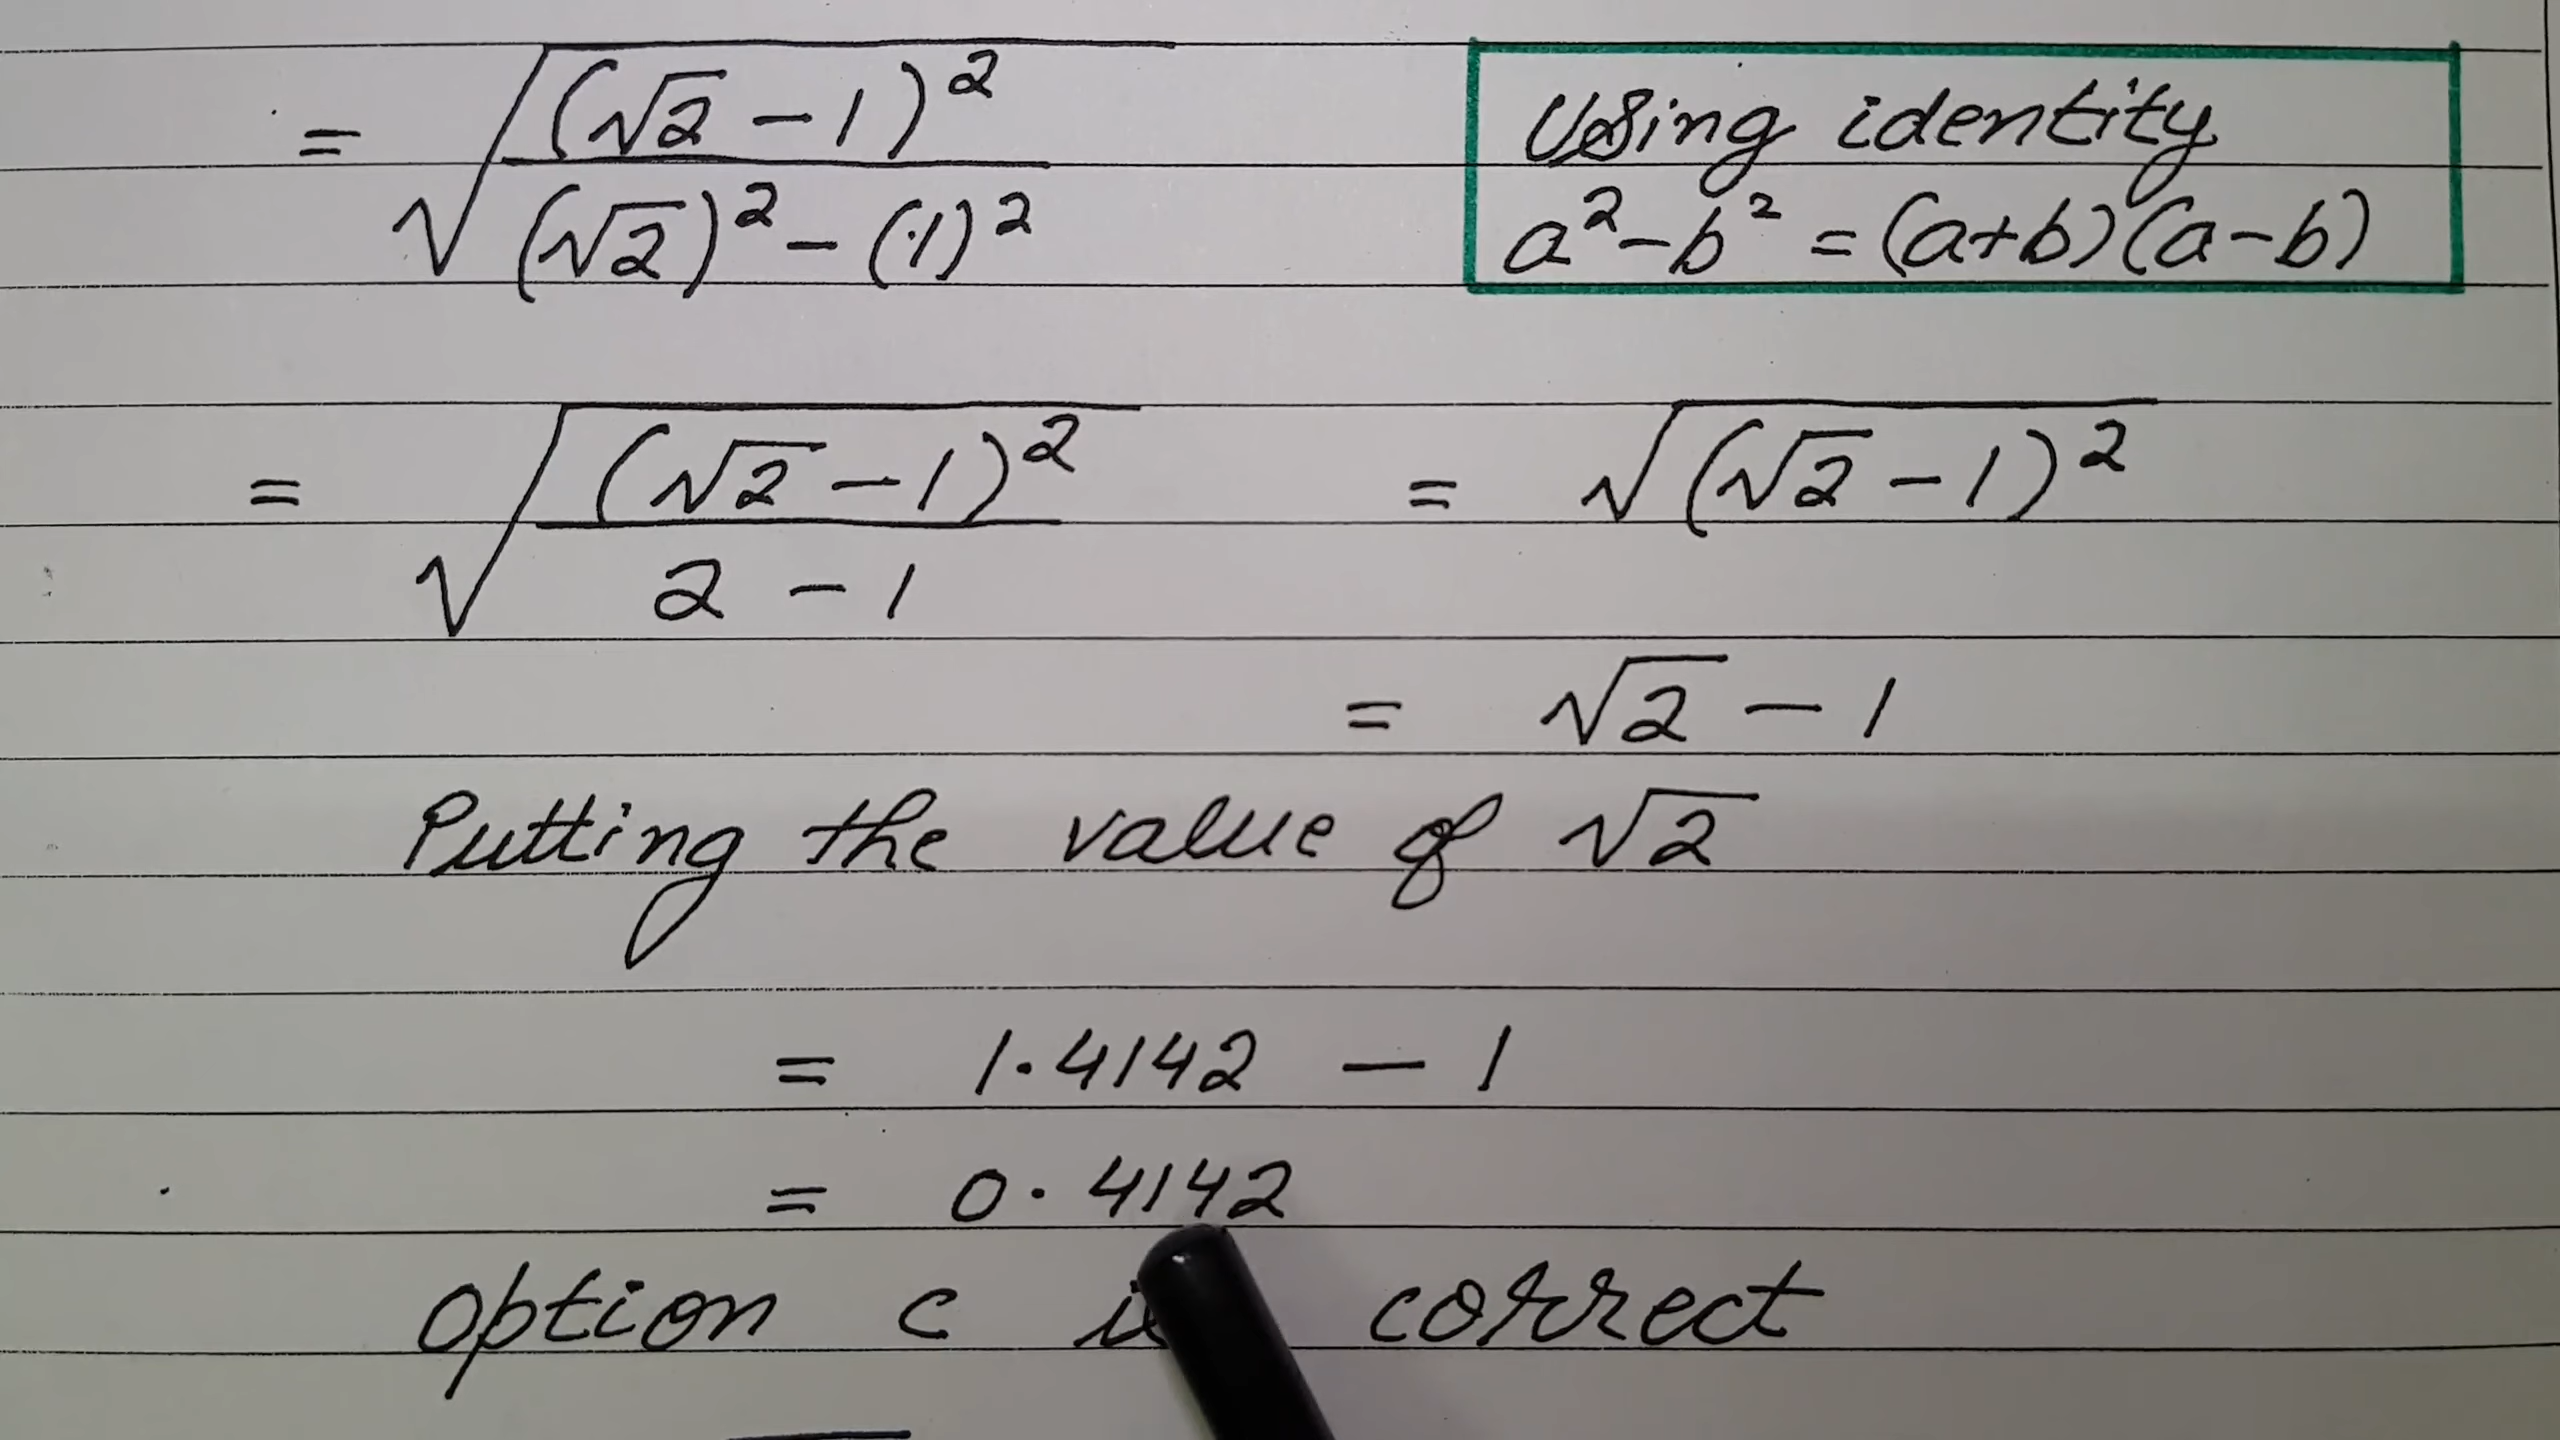 = √((√2 - 1)² / ((√2)² - (1)²))
Using identity
a² - b² = (a+b)(a-b)
= √((√2 - 1)² / (2 - 1)) = √((√2 - 1)²)
= √2 - 1
Putting the value of √2
= 1.4142 - 1
= 0.4142
option c correct